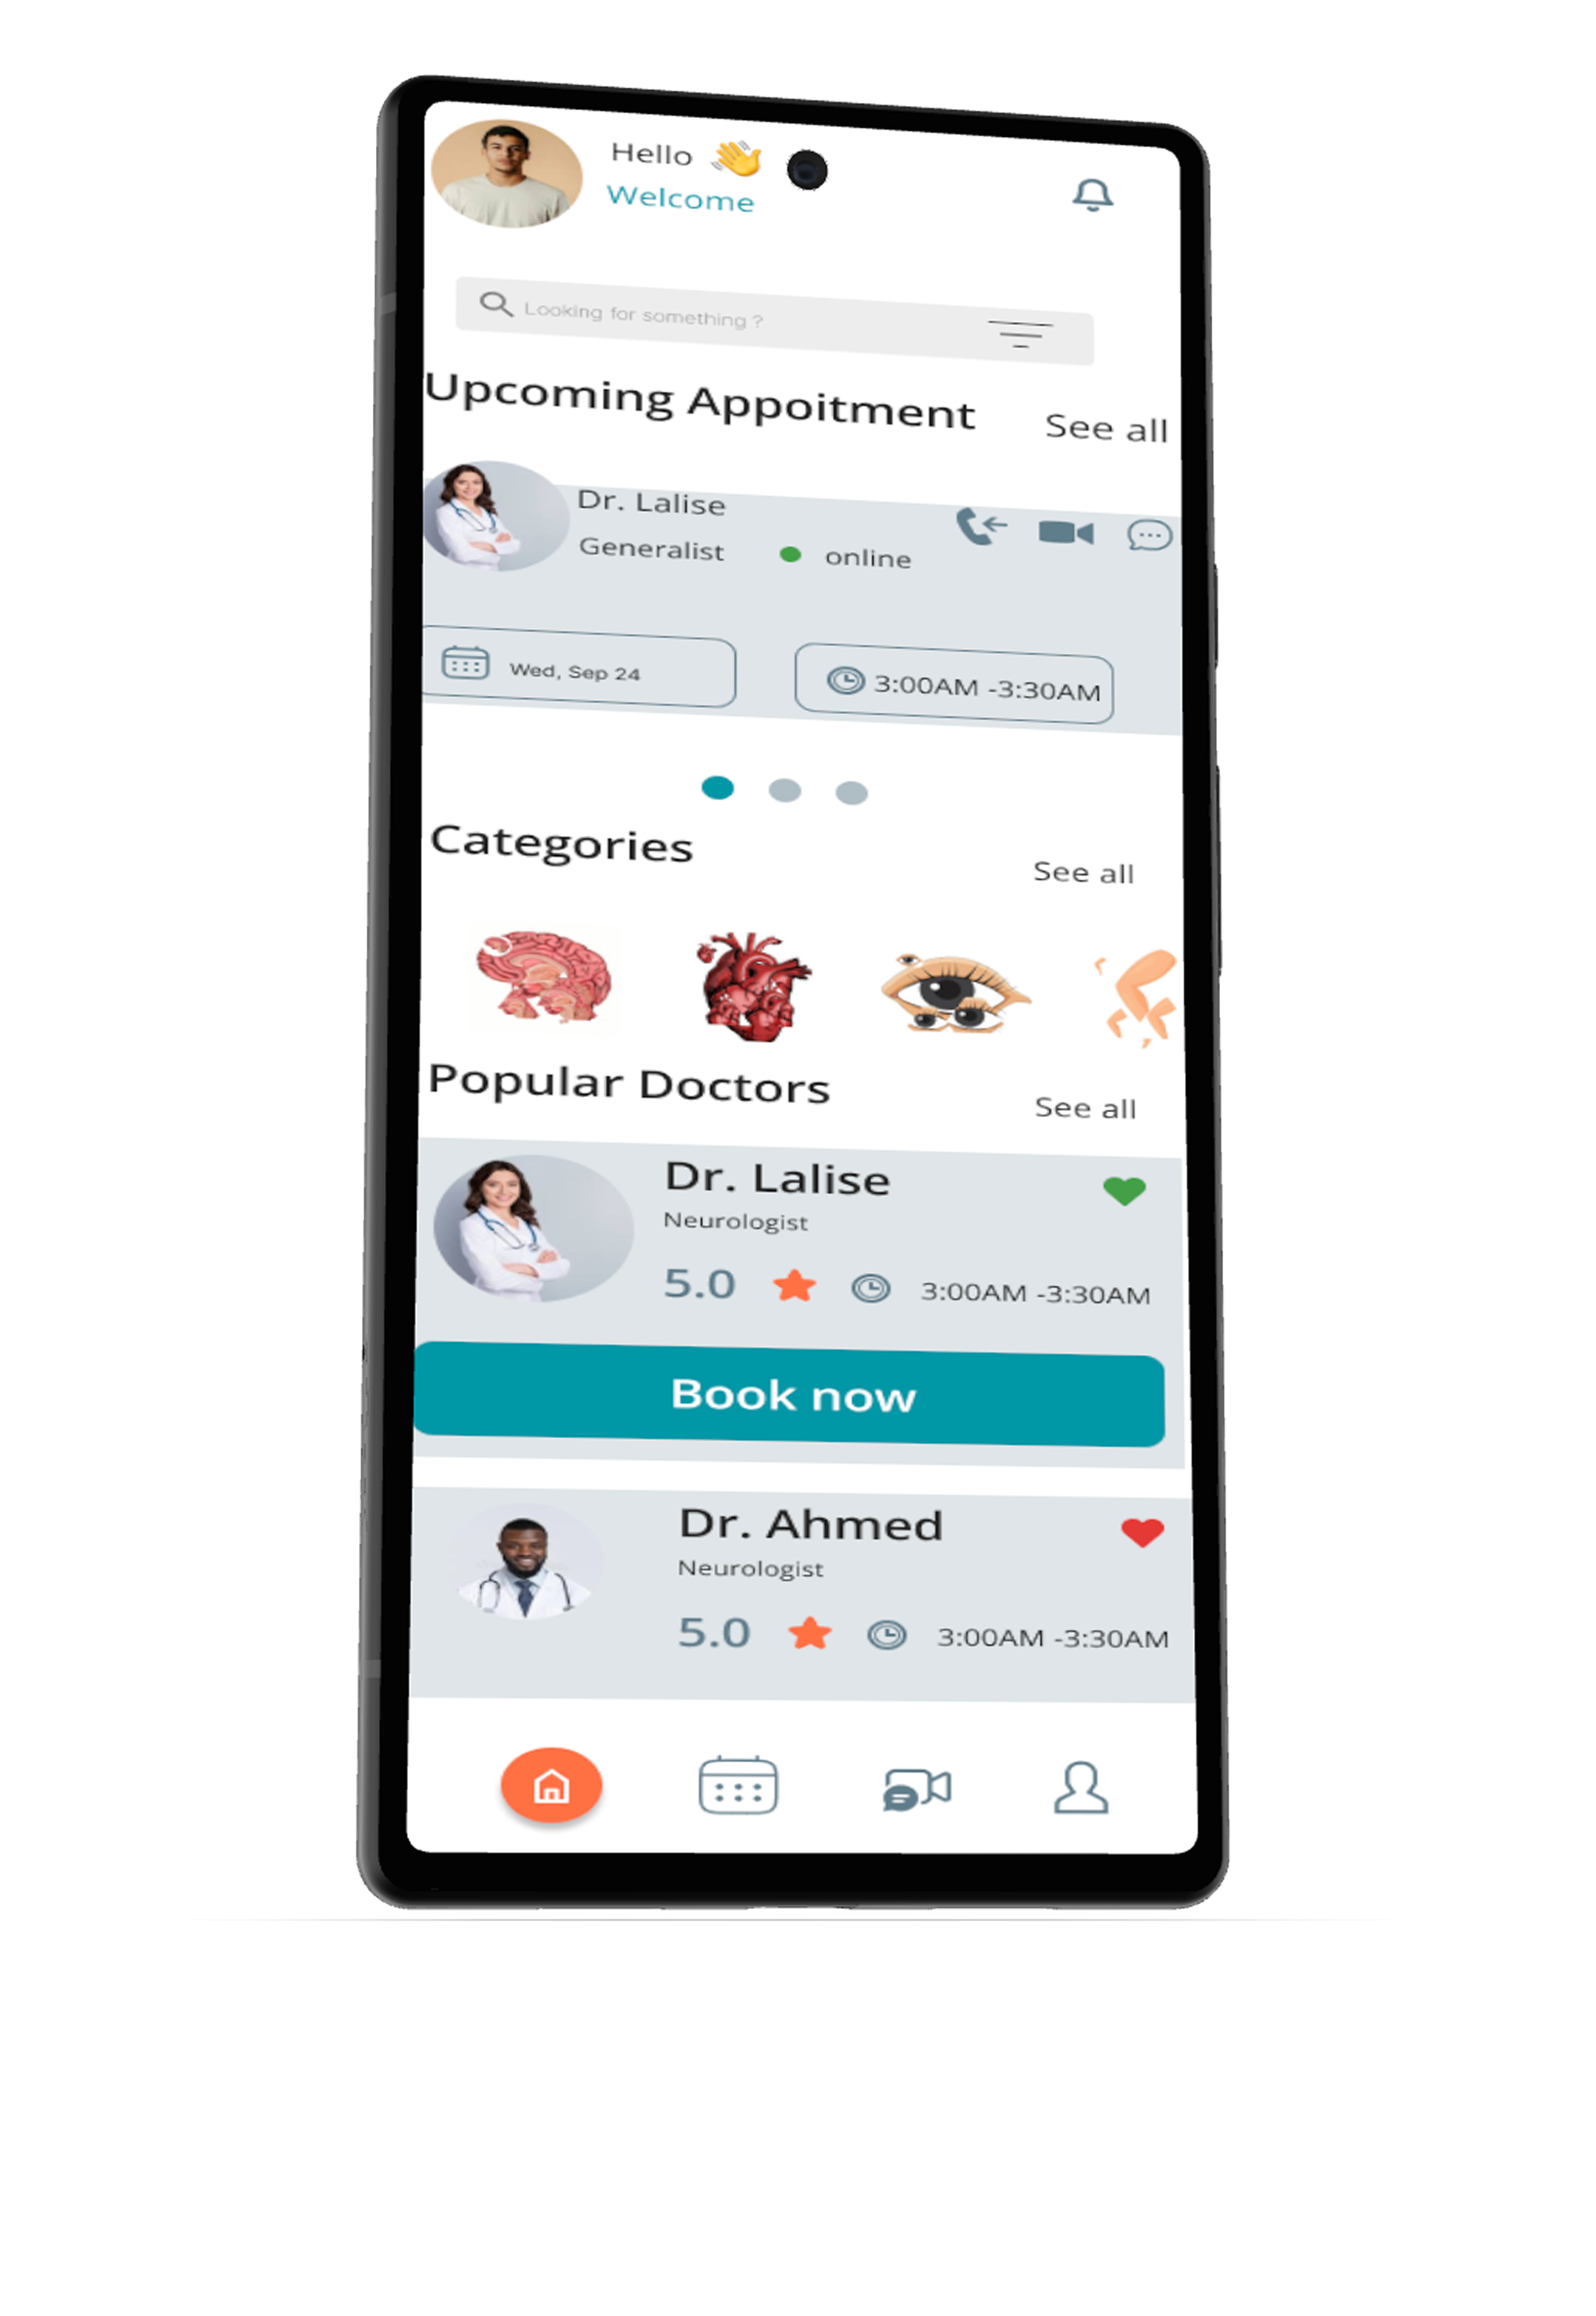 Hello 👋
Welcome
Looking for something ?
Upcoming Appoitment
See all
Dr. Lalise
Generalist
online
Wed, Sep 24
3:00AM -3:30AM
Categories
See all
Popular Doctors
See all
Dr. Lalise
Neurologist
5.0
3:00AM -3:30AM
Book now
Dr. Ahmed
Neurologist
5.0
3:00AM -3:30AM